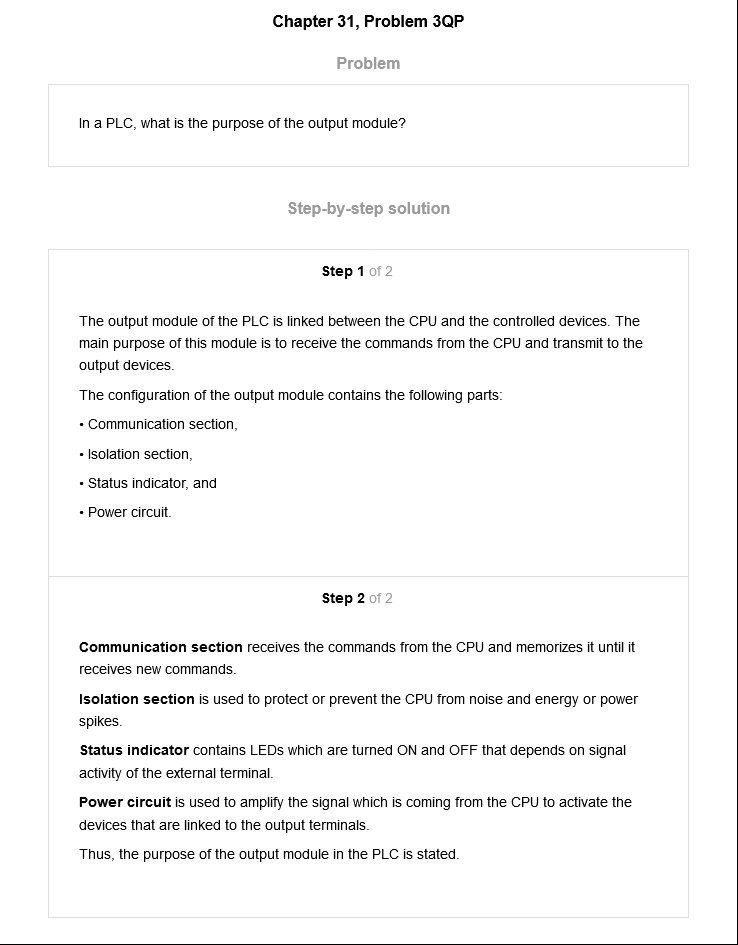 Chapter 31, Problem 3QP
Problem
In a PLC, what is the purpose of the output module?
Step-by-step solution
Step 1 of 2
The output module of the PLC is linked between the CPU and the controlled devices. The
main purpose of this module is to receive the commands from the CPU and transmit to the
output devices.
The configuration of the output module contains the following parts:
• Communication section,
• Isolation section,
• Status indicator, and
• Power circuit.
Step 2 of 2
Communication section receives the commands from the CPU and memorizes it until it
receives new commands.
Isolation section is used to protect or prevent the CPU from noise and energy or power
spikes.
Status indicator contains LEDs which are turned ON and OFF that depends on signal
activity of the external terminal.
Power circuit is used to amplify the signal which is coming from the CPU to activate the
devices that are linked to the output terminals.
Thus, the purpose of the output module in the PLC is stated.